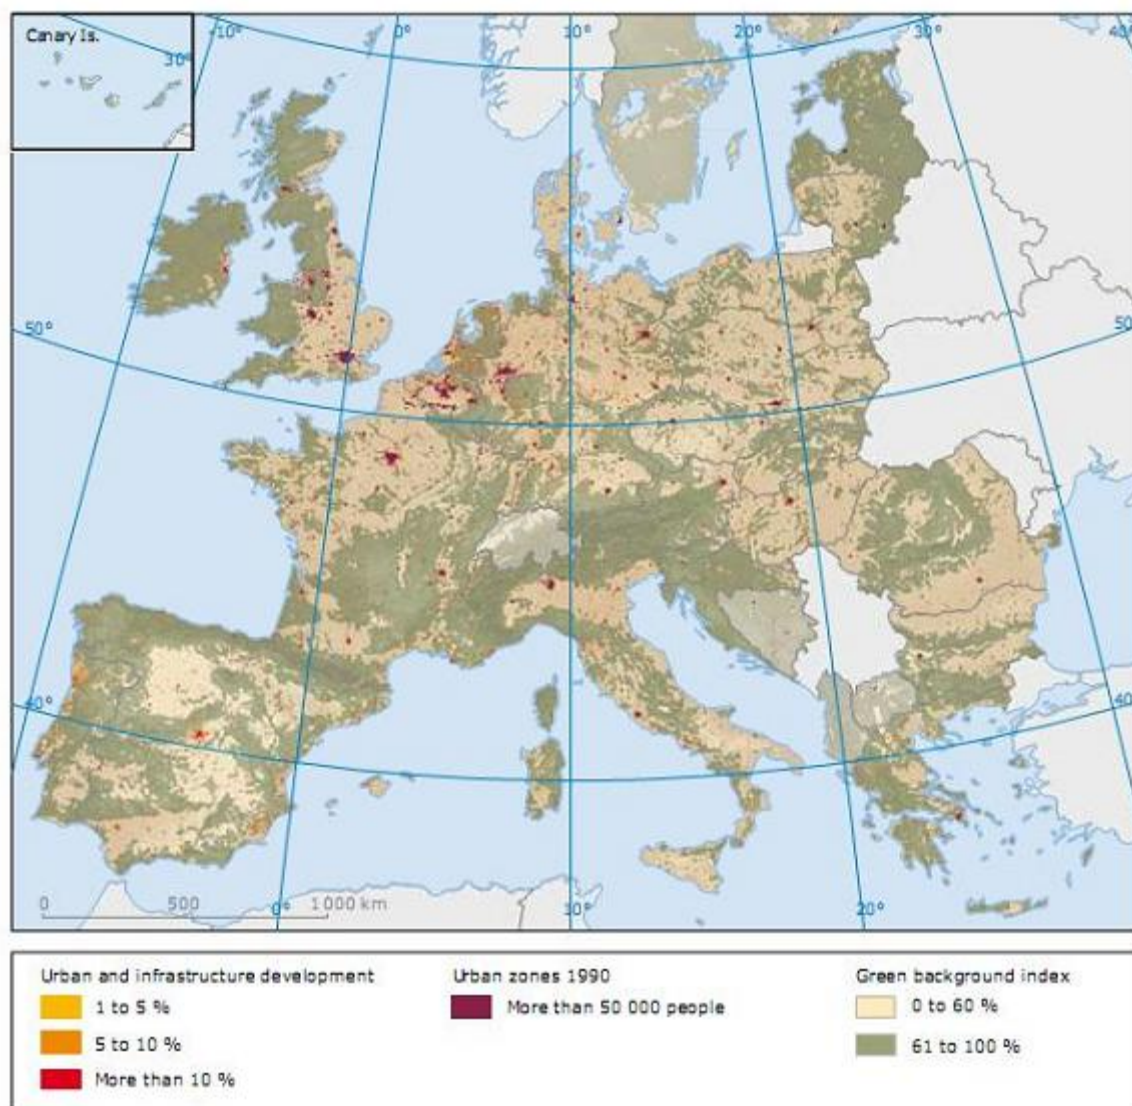 Canary Is.
30°
-10°
0°
10°
20°
30°
40°
50°
50°
40°
40°
0 500 1000 km
0°
10°
20°
Urban and infrastructure development
1 to 5 %
5 to 10 %
More than 10 %
Urban zones 1990
More than 50 000 people
Green background index
0 to 60 %
61 to 100 %